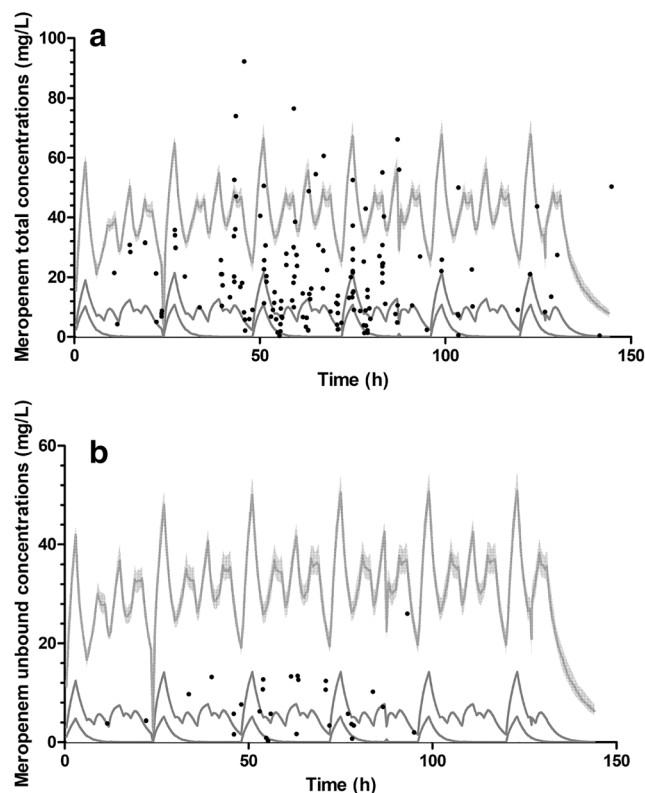 a
Meropenem total concentrations (mg/L)
100
80
60
40
20
0
0 50 100 150
Time (h)
b
Meropenem unbound concentrations (mg/L)
60
40
20
0
0 50 100 150
Time (h)